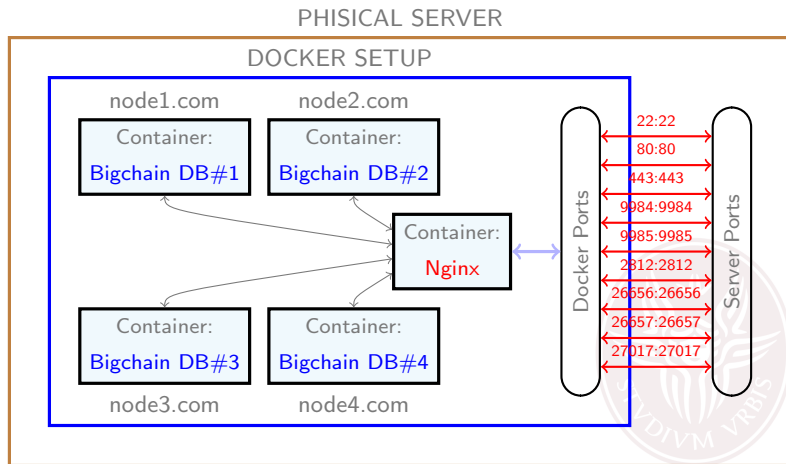 PHISICAL SERVER
DOCKER SETUP
node1.com
node2.com
Container:
Bigchain DB#1
Container:
Bigchain DB#2
Container:
Nginx
Container:
Bigchain DB#3
Container:
Bigchain DB#4
node3.com
node4.com
Docker Ports
22:22
80:80
443:443
9984:9984
9985:9985
2812:2812
26656:26656
26657:26657
27017:27017
Server Ports
STVDIVM VRBIS